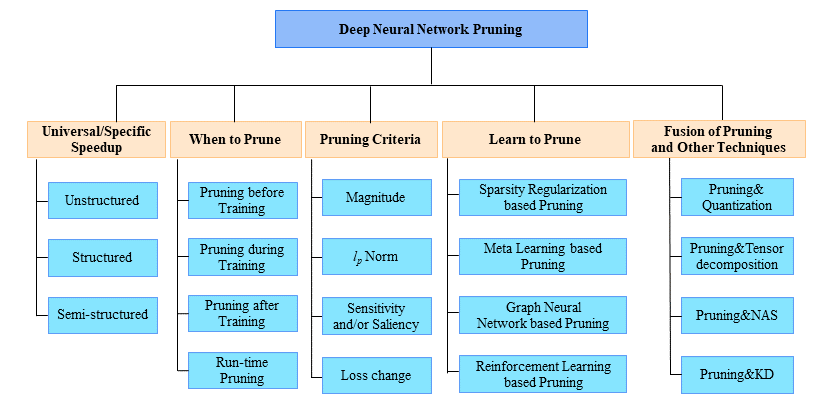 Deep Neural Network Pruning
Universal/Specific
Speedup
Unstructured
Structured
Semi-structured
When to Prune
Pruning before
Training
Pruning during
Training
Pruning after
Training
Run-time
Pruning
Pruning Criteria
Magnitude
lp Norm
Sensitivity
and/or Saliency
Loss change
Learn to Prune
Sparsity Regularization
based Pruning
Meta Learning based
Pruning
Graph Neural
Network based Pruning
Reinforcement Learning
based Pruning
Fusion of Pruning
and Other Techniques
Pruning&
Quantization
Pruning&Tensor
decomposition
Pruning&NAS
Pruning&KD